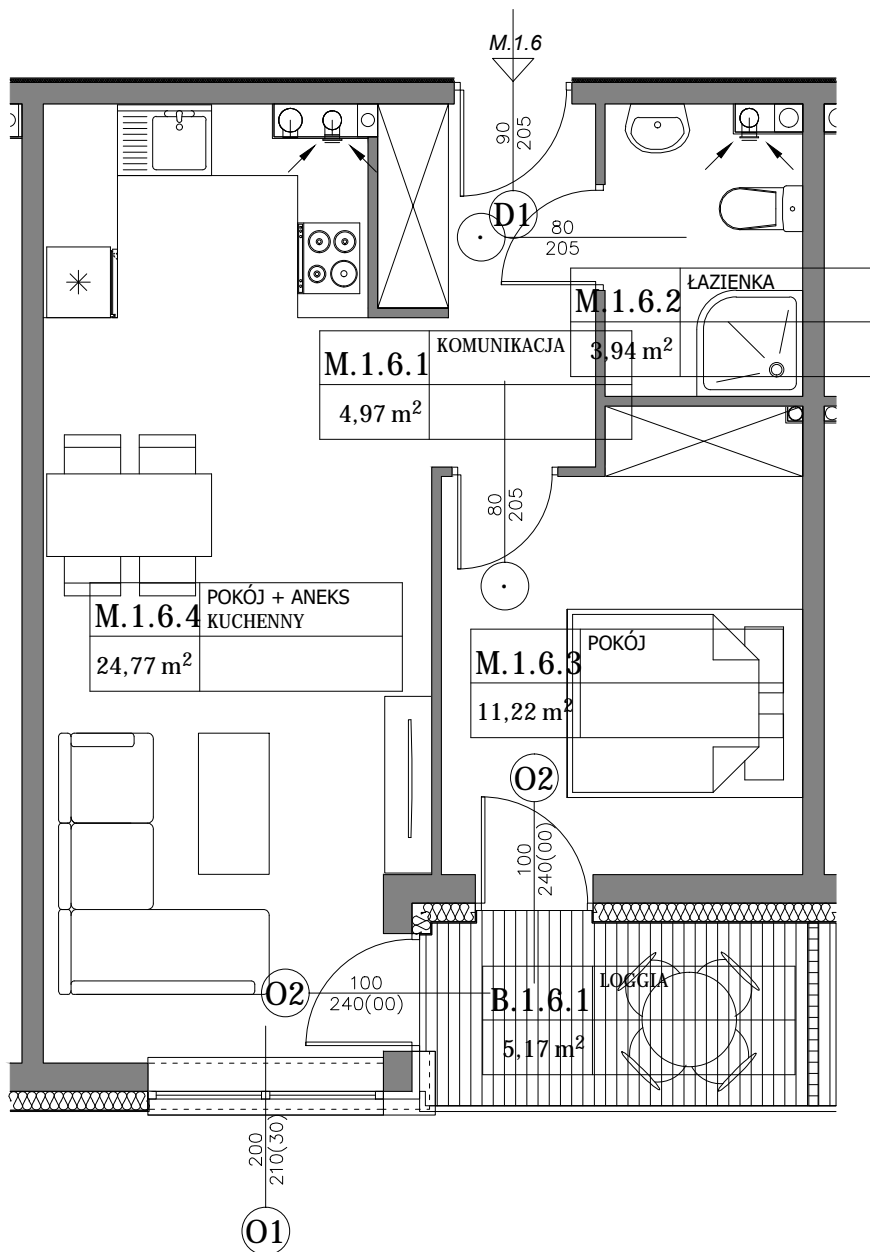 M.1.6
90
205
D1
80
205
M.1.6.2
ŁAZIENKA
3,94 m²
M.1.6.1
KOMUNIKACJA
4,97 m²
80
205
M.1.6.4
POKÓJ + ANEKS
KUCHENNY
24,77 m²
M.1.6.3
POKÓJ
11,22 m²
O2
100
240(00)
O2
100
240(00)
B.1.6.1
LOGGIA
5,17 m²
200
210(30)
O1